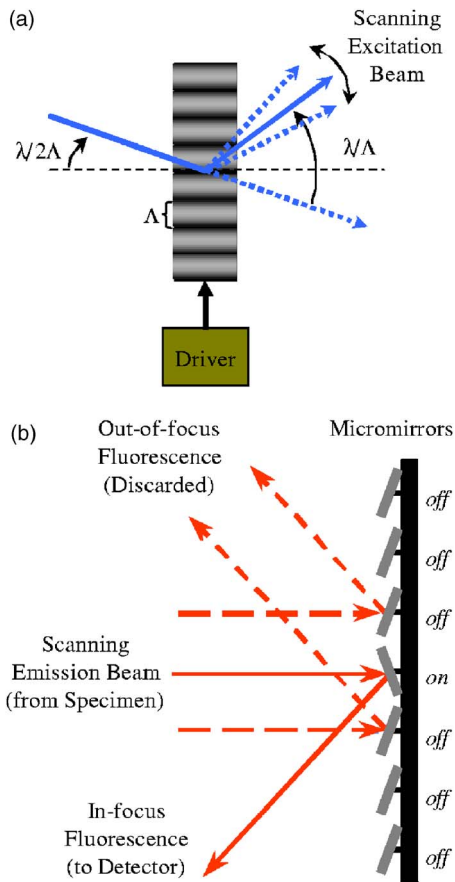 (a)
Scanning
Excitation
Beam
λ/2Λ
λ/Λ
Λ
Driver
(b)
Out-of-focus
Fluorescence
(Discarded)
Micromirrors
off
off
off
Scanning
Emission Beam
(from Specimen)
on
off
In-focus
Fluorescence
(to Detector)
off
off